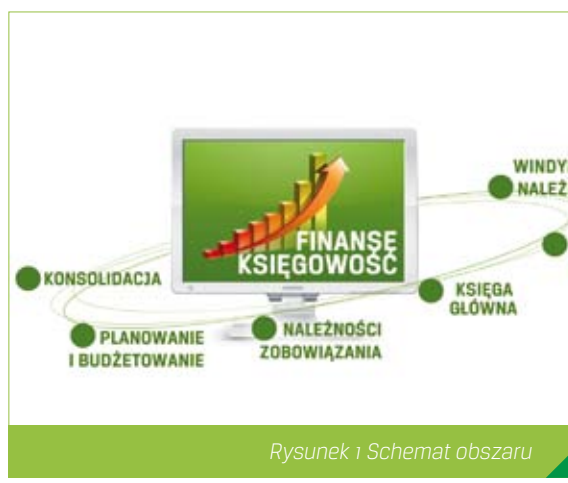 WINDY
NALEŻ
FINANSE
KSIĘGOWOŚĆ
KONSOLIDACJA
KSIĘGA
GŁÓWNA
NALEŻNOŚCI
ZOBOWIĄZANIA
PLANOWANIE
I BUDŻETOWANIE
Rysunek 1 Schemat obszaru